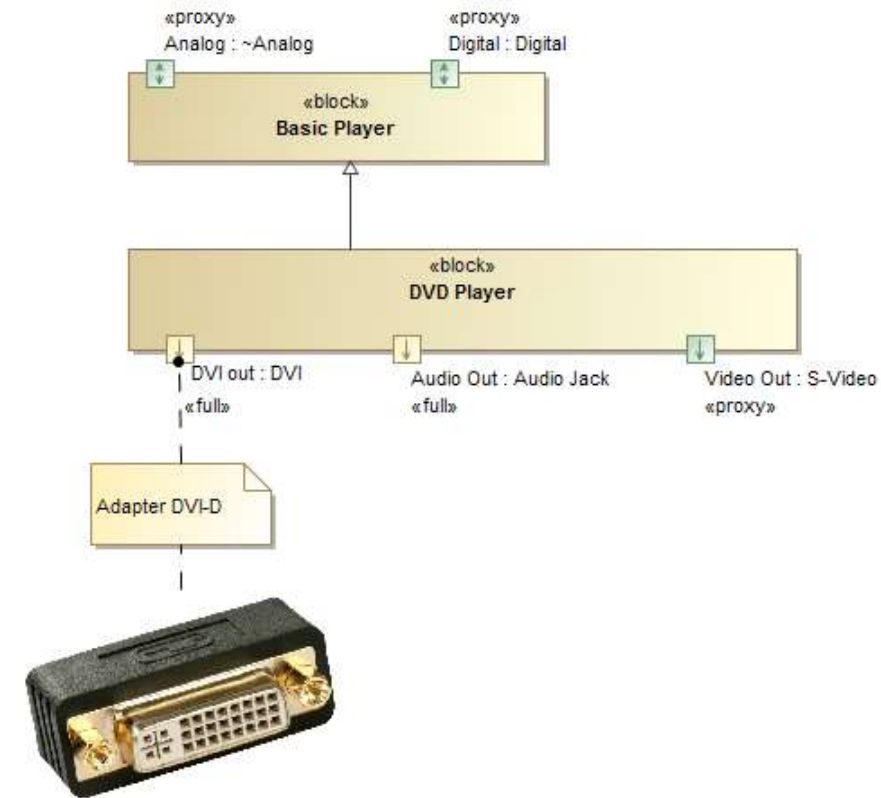 «proxy»
Analog : ~Analog
«proxy»
Digital : Digital
«block»
Basic Player
«block»
DVD Player
DVI out : DVI
«full»
Audio Out : Audio Jack
«full»
Video Out : S-Video
«proxy»
Adapter DVI-D